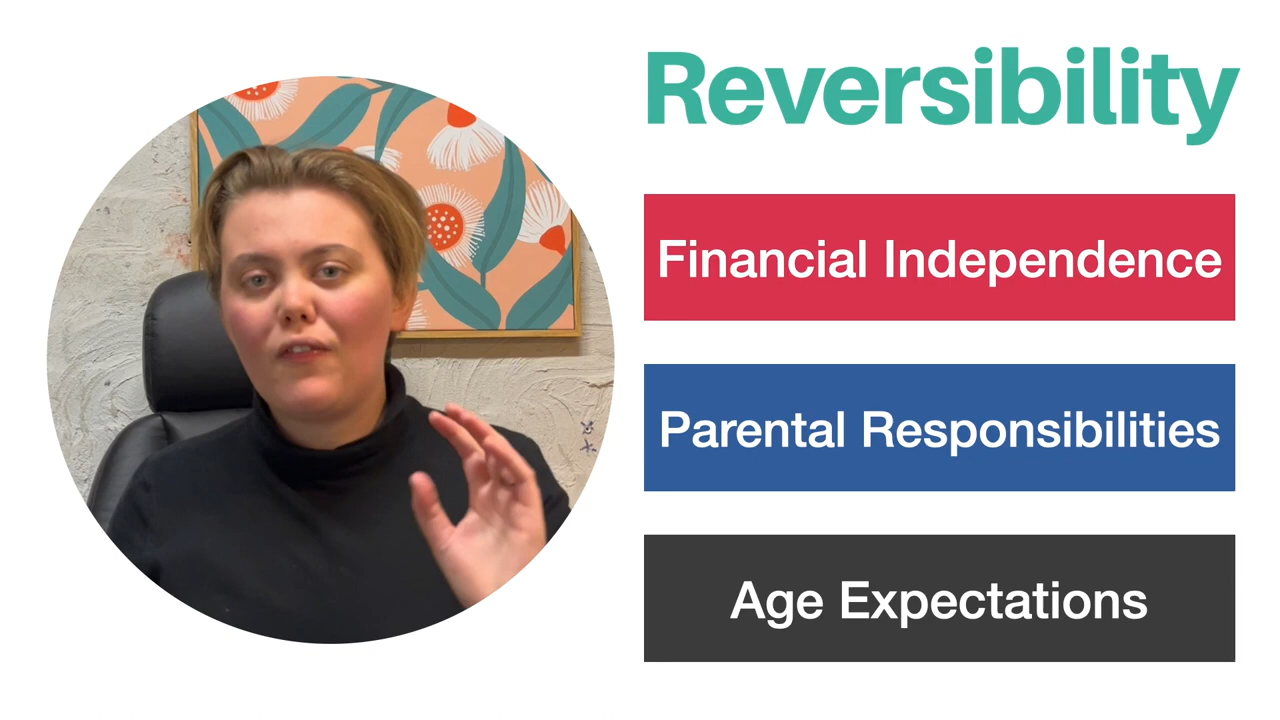 Reversibility
Financial Independence
Parental Responsibilities
Age Expectations